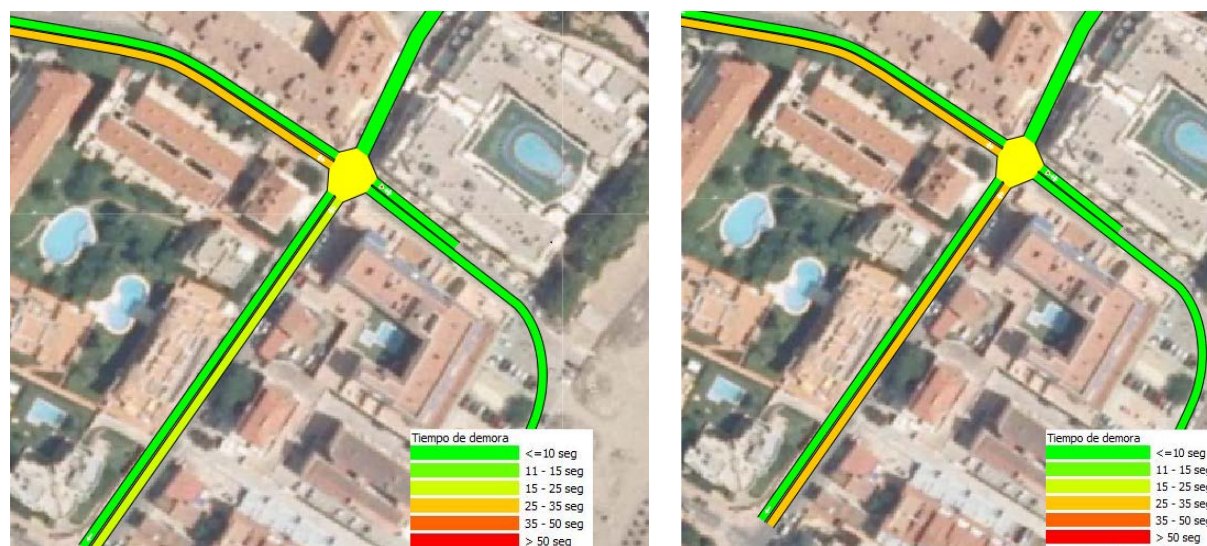 Tiempo de demora
<=10 seg
11 - 15 seg
15 - 25 seg
25 - 35 seg
35 - 50 seg
> 50 seg
Tiempo de demora
<=10 seg
11 - 15 seg
15 - 25 seg
25 - 35 seg
35 - 50 seg
> 50 seg